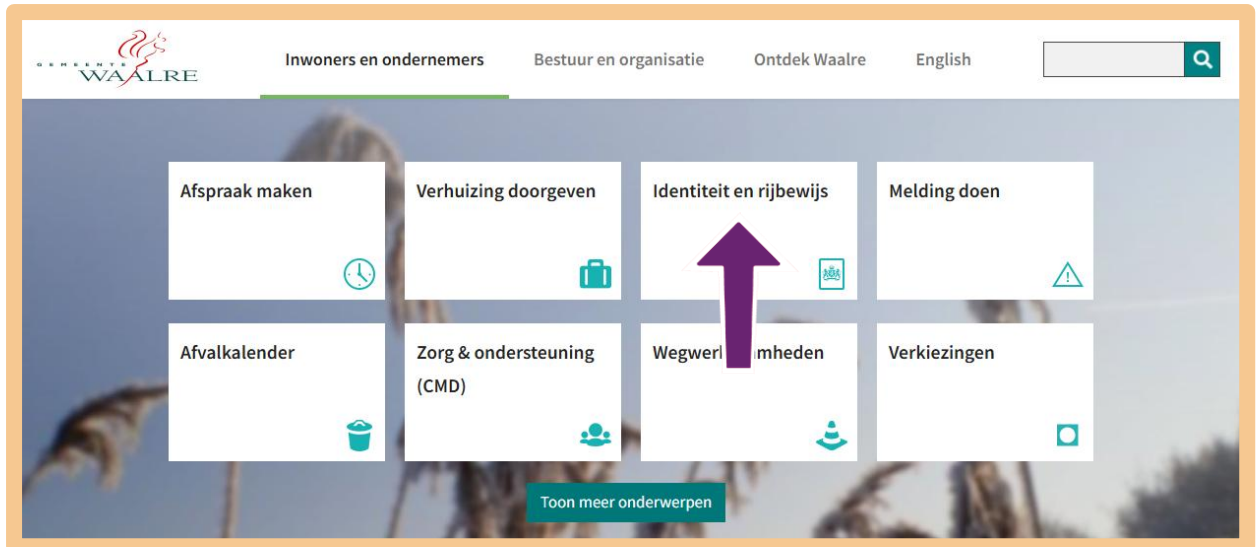 GEMEENTE
WAALRE
Inwoners en ondernemers
Bestuur en organisatie
Ontdek Waalre
English
Afspraak maken
Verhuizing doorgeven
Identiteit en rijbewijs
Melding doen
Afvalkalender
Zorg & ondersteuning
(CMD)
Verkiezingen
Toon meer onderwerpen